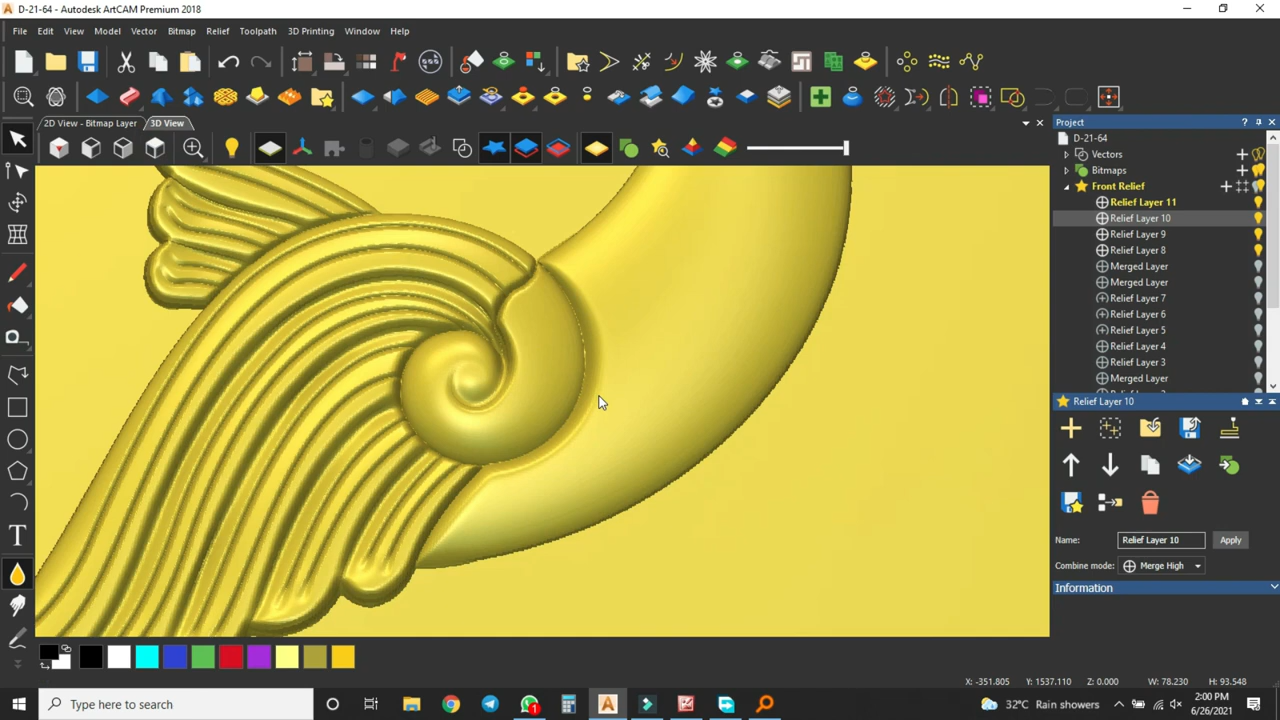 D-21-64 - Autodesk ArtCAM Premium 2018
File Edit View Model Vector Bitmap Relief Toolpath 3D Printing Window Help
2D View - Bitmap Layer 3D View
Project
D-21-64
Vectors
Bitmaps
Front Relief
Relief Layer 11
Relief Layer 10
Relief Layer 9
Relief Layer 8
Merged Layer
Merged Layer
Relief Layer 7
Relief Layer 6
Relief Layer 5
Relief Layer 4
Relief Layer 3
Merged Layer
Relief Layer 10
Name: Relief Layer 10 Apply
Combine mode: Merge High
Information
X: -351.805 Y: 1537.110 Z: 0.000 W: 78.230 H: 93.548
Type here to search
1
32°C Rain showers
2:00 PM
6/26/2021